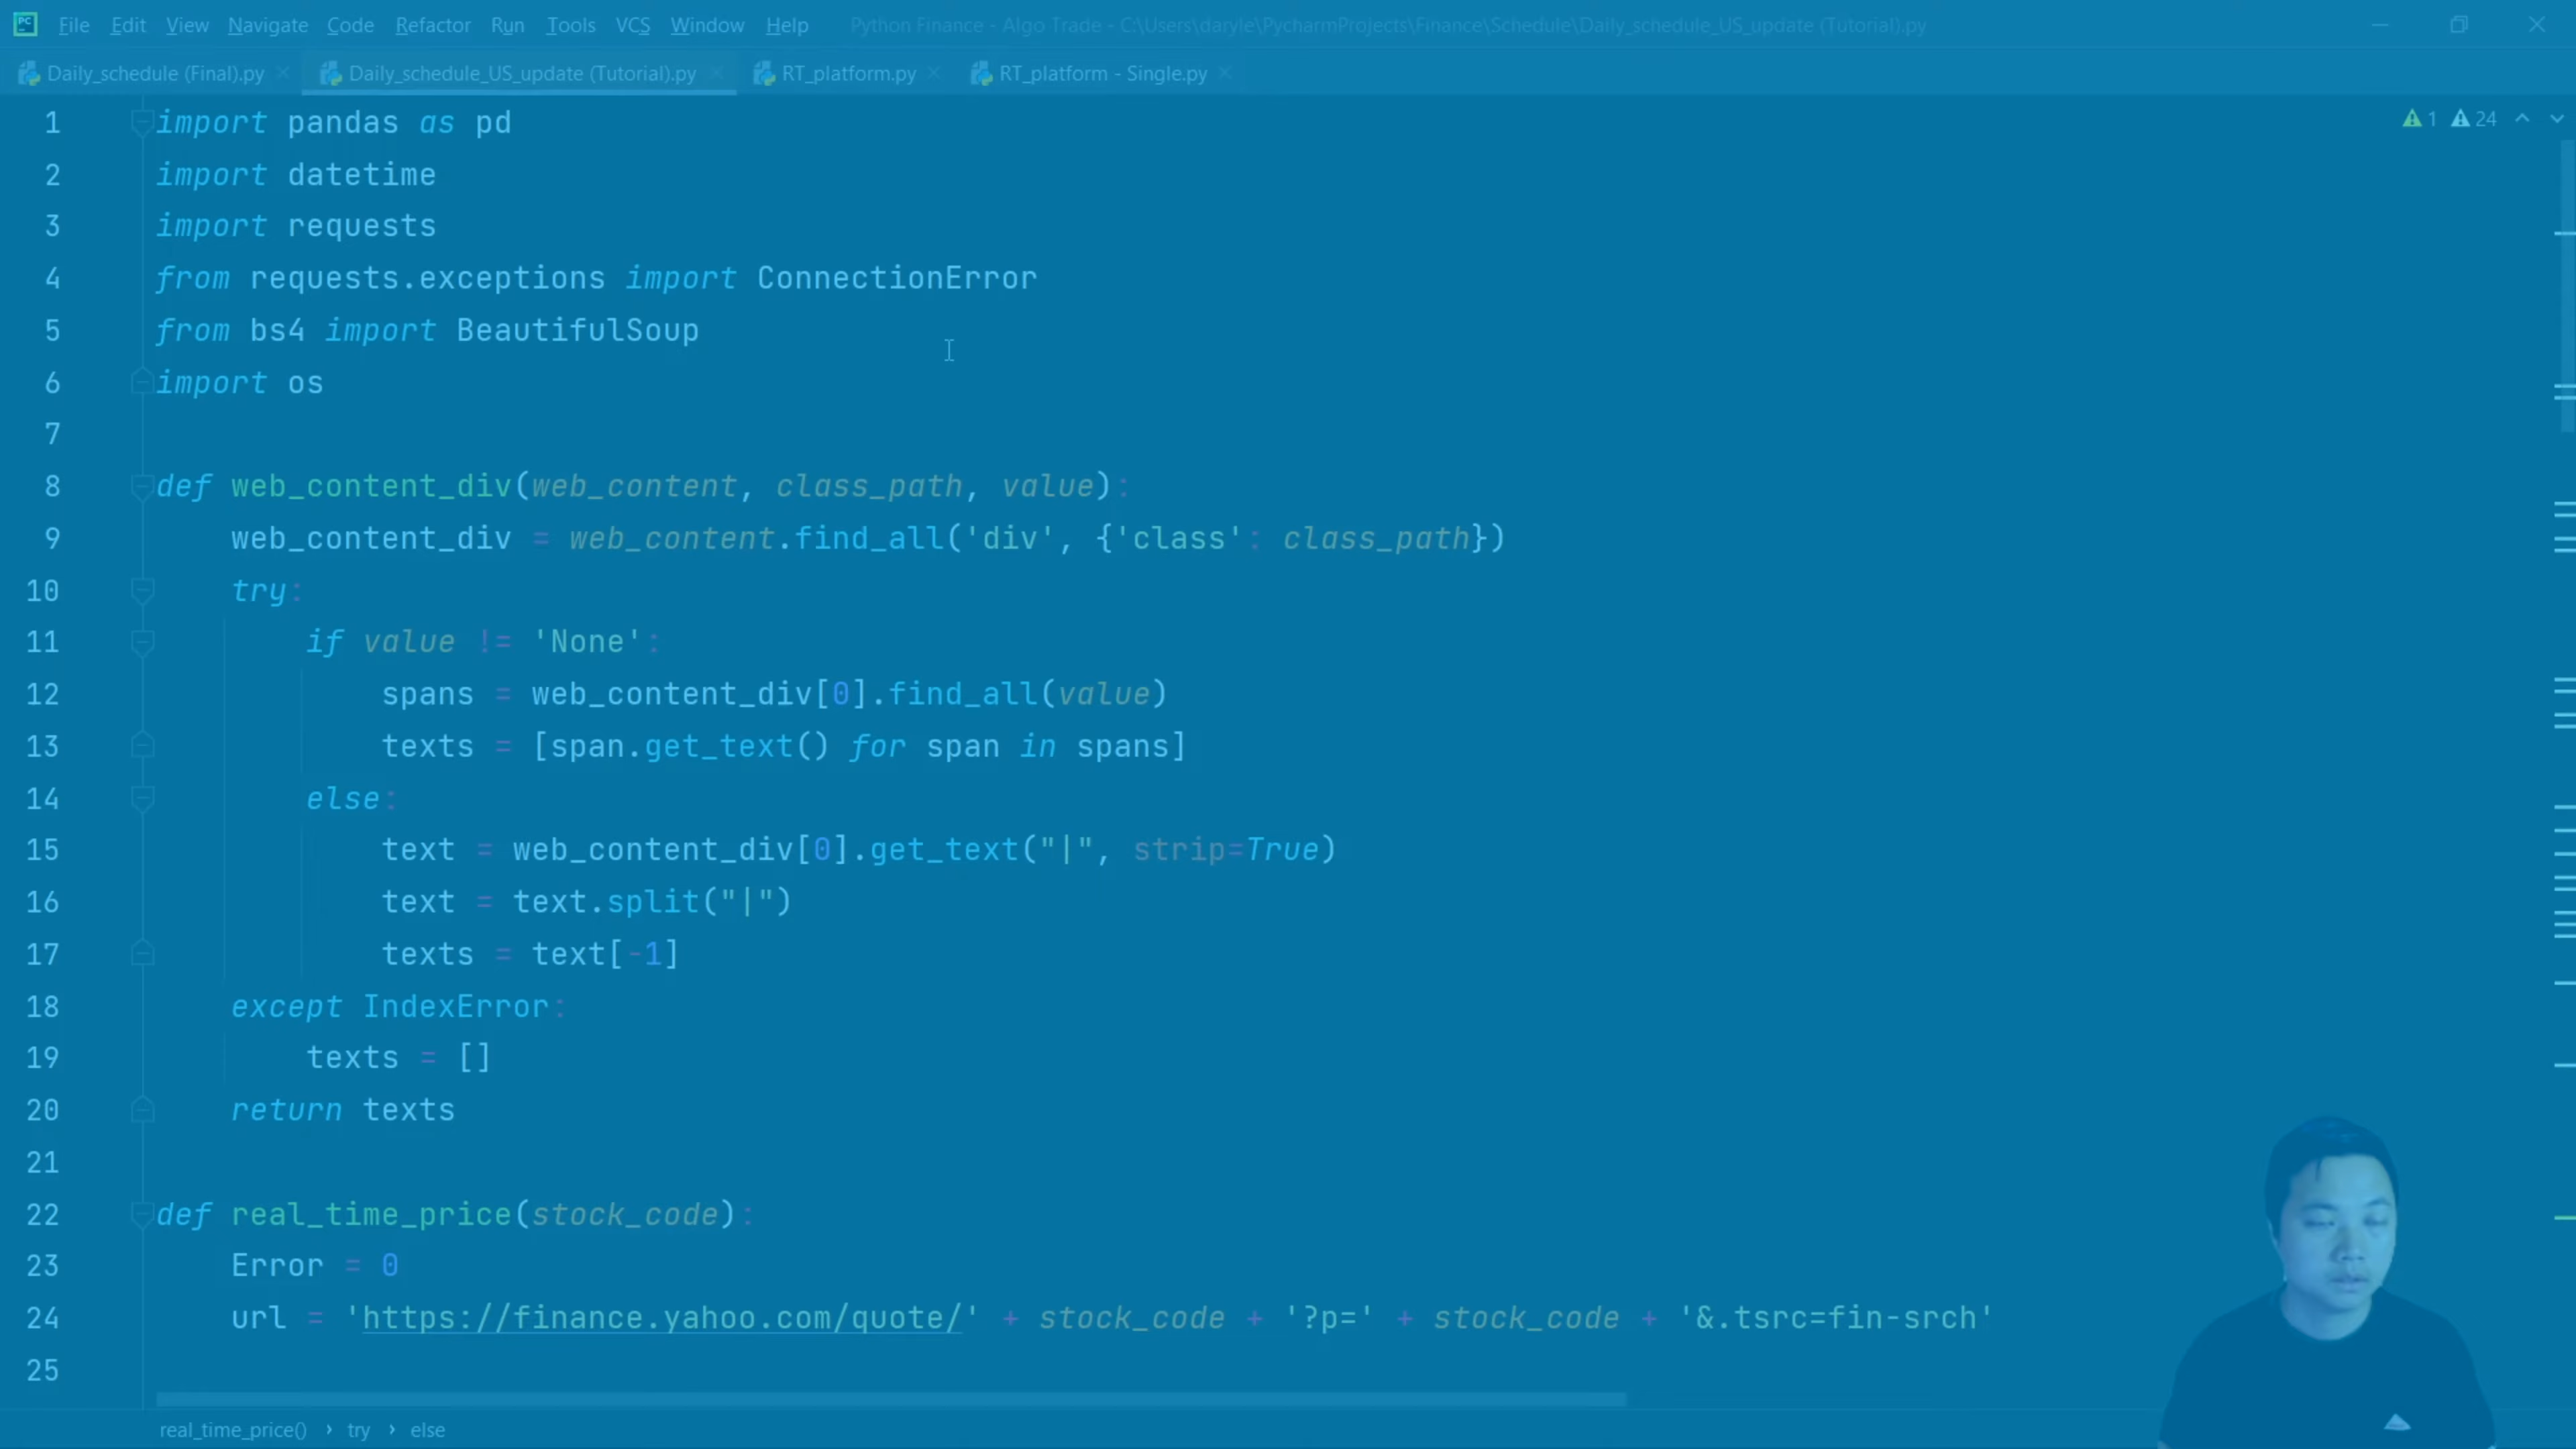 PC File Edit View Navigate Code Refactor Run Tools VCS Window Help Python Finance - Algo Trade - C:\Users\daryle\PycharmProjects\Finance\Schedule\Daily_schedule_US_update (Tutorial).py
Daily_schedule (Final).py Daily_schedule_US_update (Tutorial).py RT_platform.py RT_platform - Single.py
1 import pandas as pd 1 24
2 import datetime
3 import requests
4 from requests.exceptions import ConnectionError
5 from bs4 import BeautifulSoup
6 import os
7
8 def web_content_div(web_content, class_path, value):
9 web_content_div = web_content.find_all('div', {'class': class_path})
10 try:
11 if value != 'None':
12 spans = web_content_div[0].find_all(value)
13 texts = [span.get_text() for span in spans]
14 else:
15 text = web_content_div[0].get_text("|", strip=True)
16 text = text.split("|")
17 texts = text[-1]
18 except IndexError:
19 texts = []
20 return texts
21
22 def real_time_price(stock_code):
23 Error = 0
24 url = 'https://finance.yahoo.com/quote/' + stock_code + '?p=' + stock_code + '&.tsrc=fin-srch'
25
real_time_price() › try › else